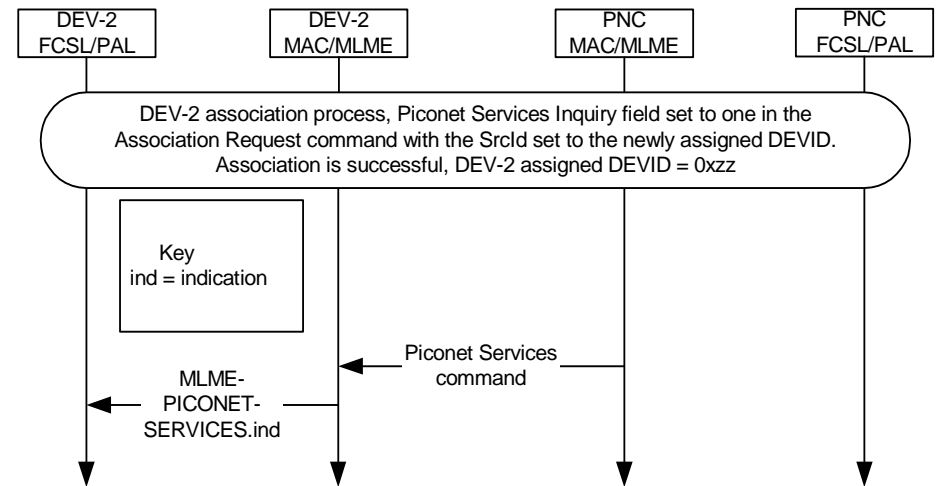 DEV-2
FCSL/PAL
DEV-2
MAC/MLME
PNC
MAC/MLME
PNC
FCSL/PAL
DEV-2 association process, Piconet Services Inquiry field set to one in the
Association Request command with the SrcId set to the newly assigned DEVID.
Association is successful, DEV-2 assigned DEVID = 0xzz
Key
ind = indication
Piconet Services
command
MLME-
PICONET-
SERVICES.ind